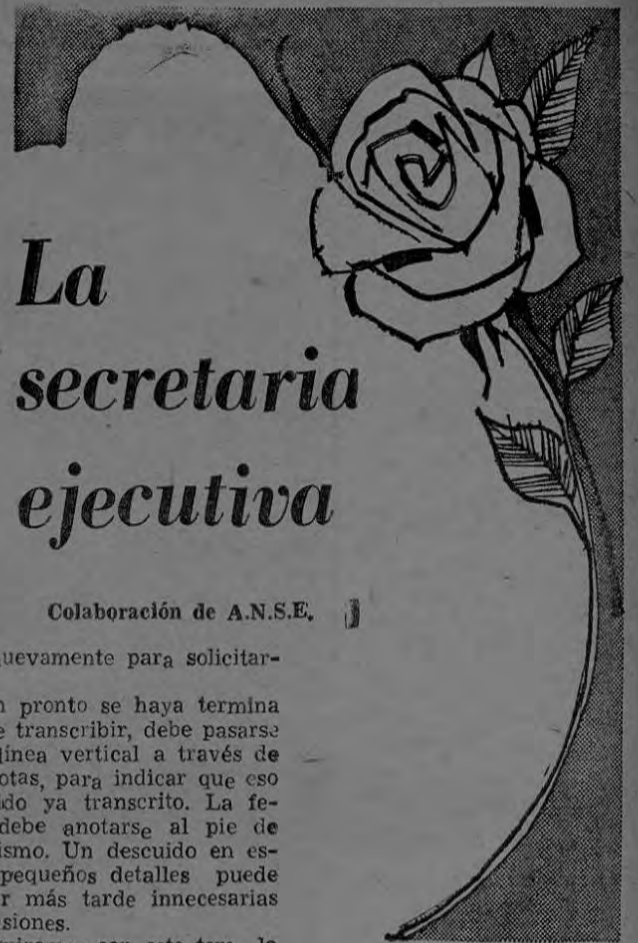 La
secretaria
ejecutiva
Colaboración de A.N.S.E.
uevamente para solicitar-
pronto se haya termina
transcribir, debe pasarse
línea vertical a través de
otas, para indicar que eso
do ya transcrito. La fe-
debe anotarse al pie de
ismo. Un descuido en es-
pequeños detalles puede
r más tarde innecesarias
siones.